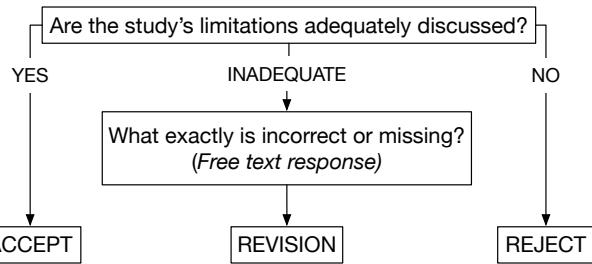 Are the study’s limitations adequately discussed?
YES
INADEQUATE
NO
What exactly is incorrect or missing?
(Free text response)
ACCEPT
REVISION
REJECT